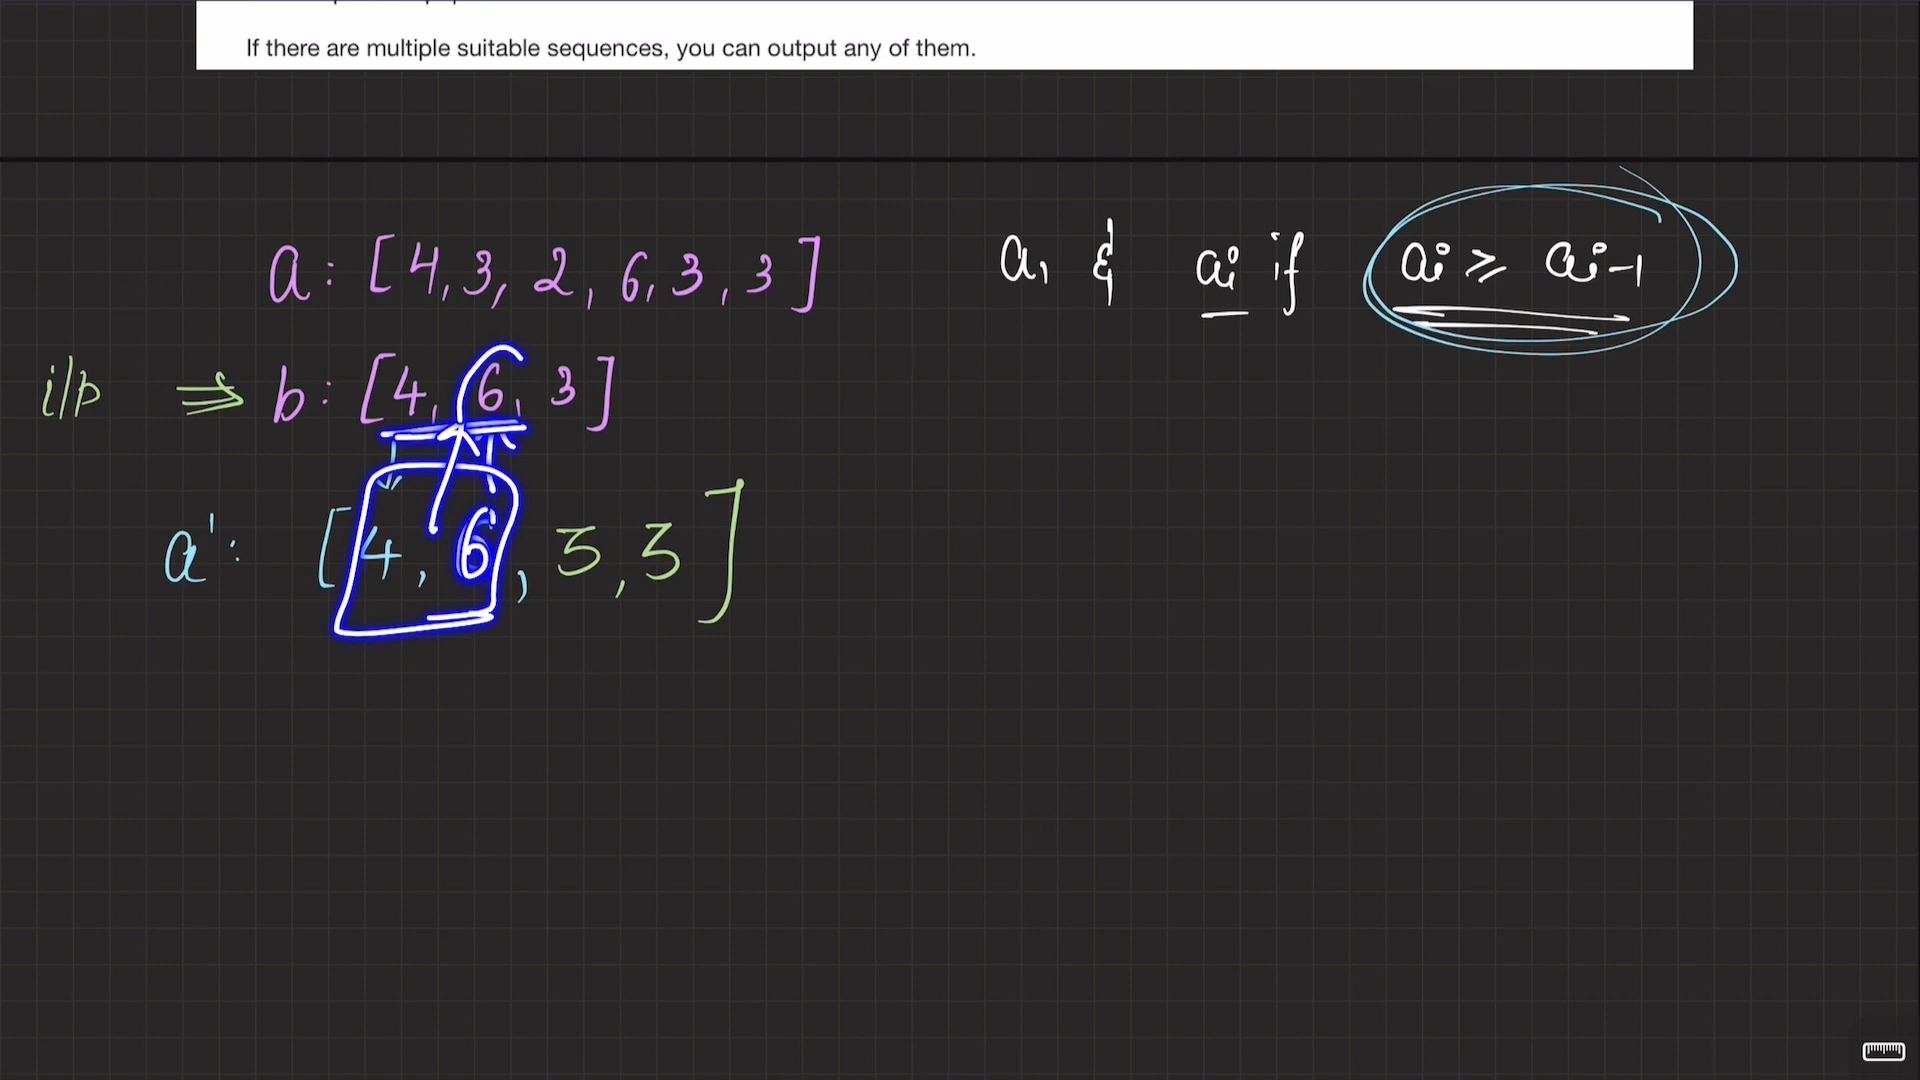 If there are multiple suitable sequences, you can output any of them.
a: [4, 3, 2, 6, 3, 3]
a₁ & aᵢ if aᵢ ≥ aᵢ-1
i/p ⇒ b: [4, 6, 3]
a': [4, 6, 3, 3]